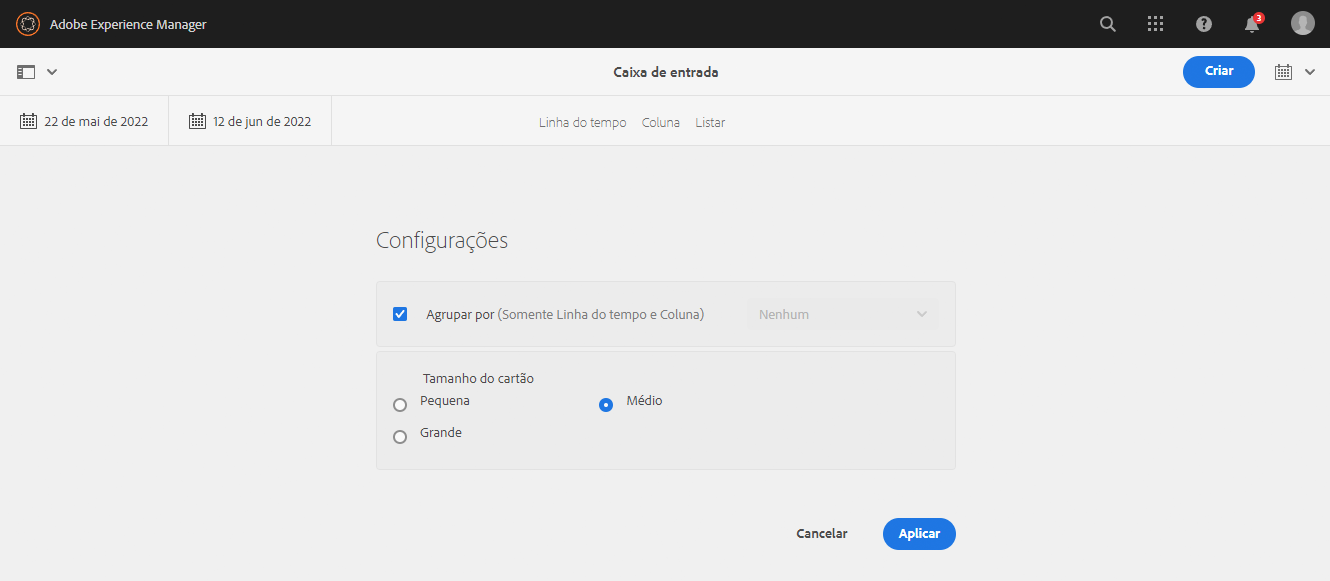 Adobe Experience Manager
3
Caixa de entrada
Criar
22 de mai de 2022
12 de jun de 2022
Linha do tempo Coluna Listar
Configurações
Agrupar por (Somente Linha do tempo e Coluna)
Nenhum
Tamanho do cartão
Pequena
Médio
Grande
Cancelar
Aplicar